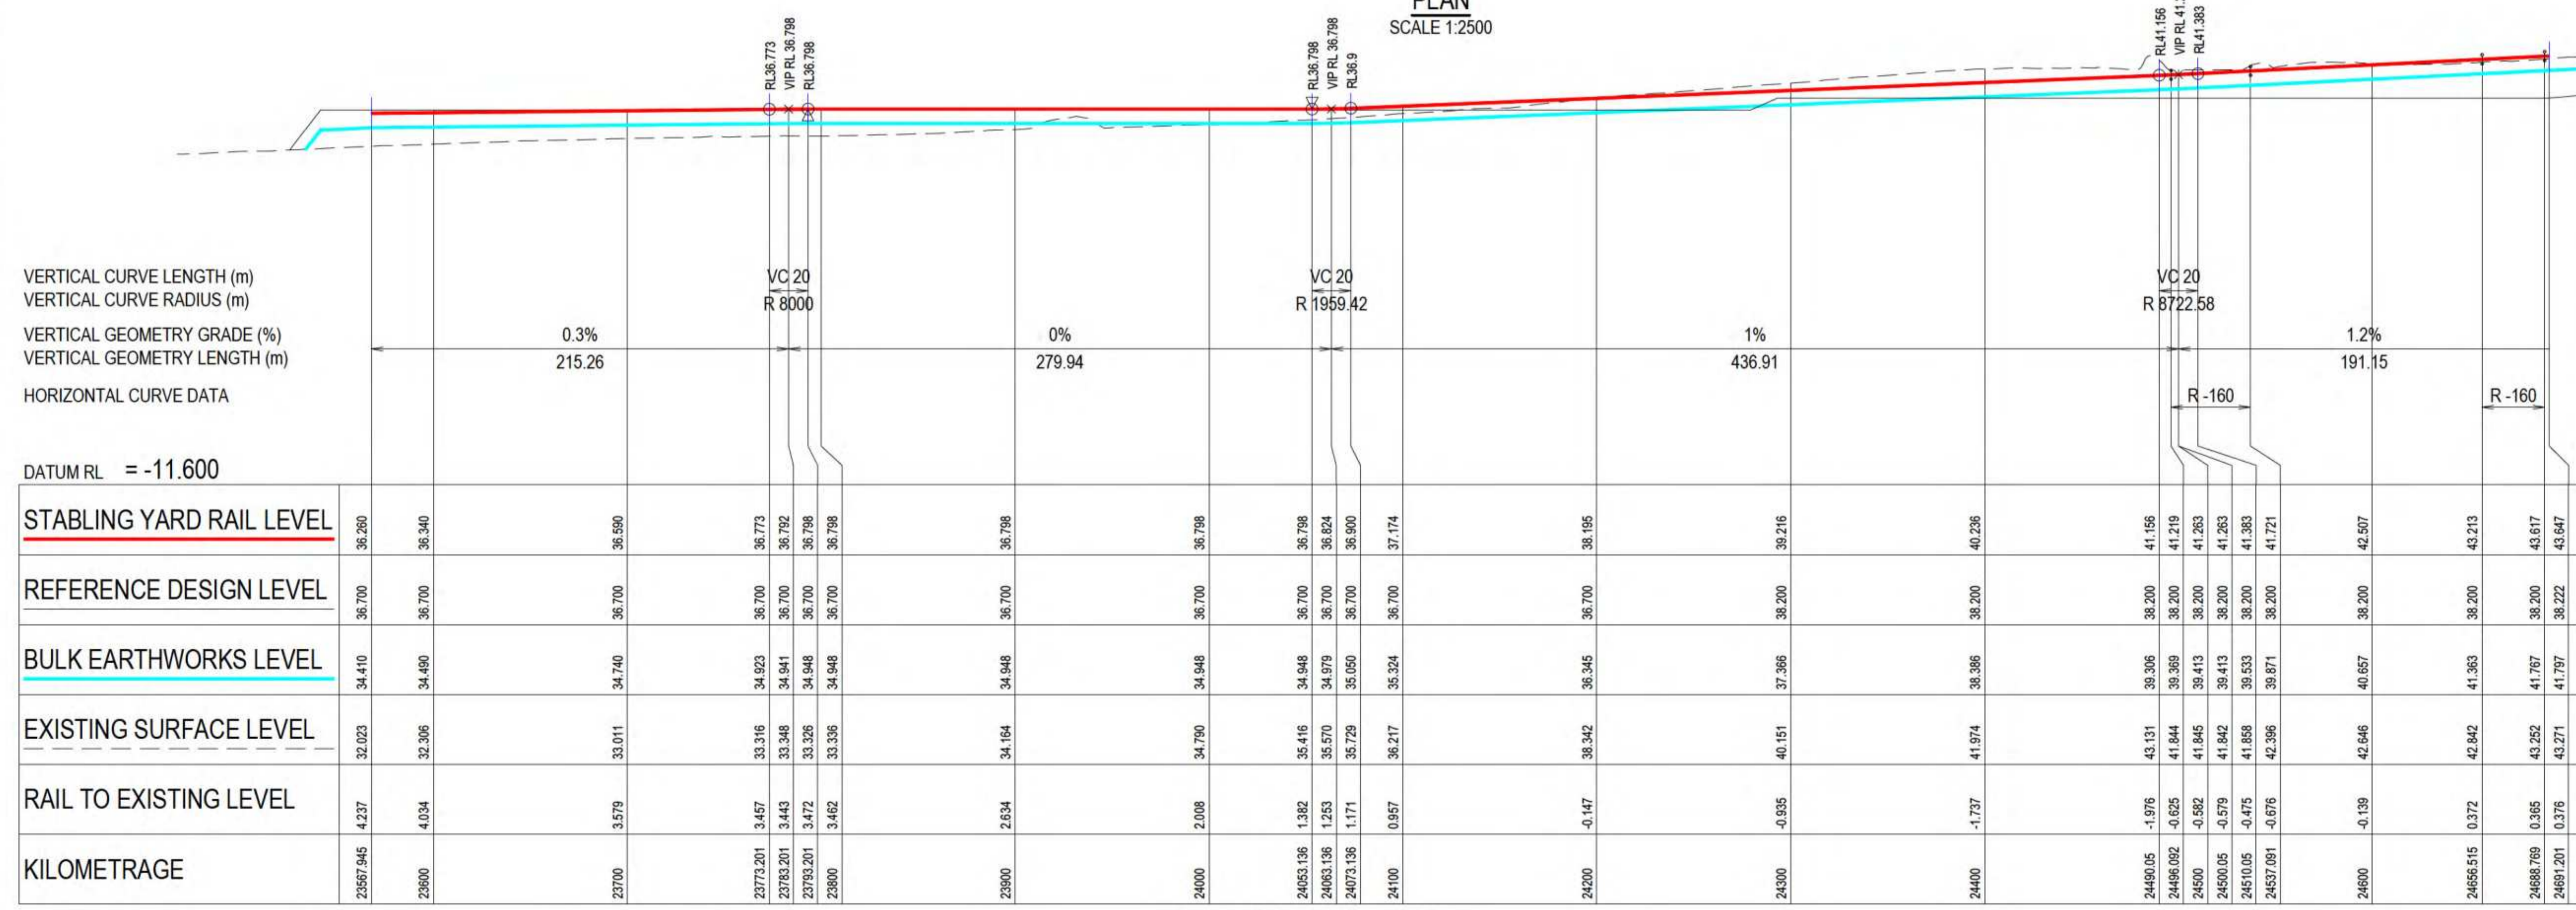 PLAN
SCALE 1:2500
RL36.773
VIP RL 36.798
RL36.798
RL36.798
VIP RL 36.798
RL36.9
RL41.156
VIP RL 41.
RL41.383
VERTICAL CURVE LENGTH (m) VC 20 VC 20 VC 20
VERTICAL CURVE RADIUS (m) R 8000 R 1959.42 R 8722.58
VERTICAL GEOMETRY GRADE (%) 0.3% 0% 1% 1.2%
VERTICAL GEOMETRY LENGTH (m) 215.26 279.94 436.91 191.15
HORIZONTAL CURVE DATA R -160 R -160
DATUM RL = -11.600
STABLING YARD RAIL LEVEL 36.260 36.340 36.590 36.773 36.792 36.798 36.798 36.798 36.798 36.798 36.824 36.900 37.174 38.195 39.216 40.236 41.156 41.219 41.263 41.263 41.383 41.721 42.507 43.213 43.617 43.647
REFERENCE DESIGN LEVEL 36.700 36.700 36.700 36.700 36.700 36.700 36.700 36.700 36.700 36.700 36.700 36.700 36.700 36.700 38.200 38.200 38.200 38.200 38.200 38.200 38.200 38.200 38.200 38.200 38.200 38.222
BULK EARTHWORKS LEVEL 34.410 34.490 34.740 34.923 34.941 34.948 34.948 34.948 34.948 34.948 34.979 35.050 35.324 36.345 37.366 38.386 39.306 39.369 39.413 39.413 39.533 39.871 40.657 41.363 41.767 41.797
EXISTING SURFACE LEVEL 32.023 32.306 33.011 33.316 33.348 33.326 33.336 34.164 34.790 35.416 35.570 35.729 36.217 38.342 40.151 41.974 43.131 41.844 41.845 41.842 41.858 42.396 42.646 42.842 43.252 43.271
RAIL TO EXISTING LEVEL 4.237 4.034 3.579 3.457 3.443 3.472 3.462 2.634 2.008 1.382 1.253 1.171 0.957 -0.147 -0.935 -1.737 -1.976 -0.625 -0.582 -0.579 -0.475 -0.676 -0.139 0.372 0.365 0.376
KILOMETRAGE 23567.945 23600 23700 23773.201 23783.201 23793.201 23800 23900 24000 24053.136 24063.136 24073.136 24100 24200 24300 24400 24490.05 24496.092 24500 24500.05 24510.05 24537.091 24600 24656.515 24688.769 24691.201